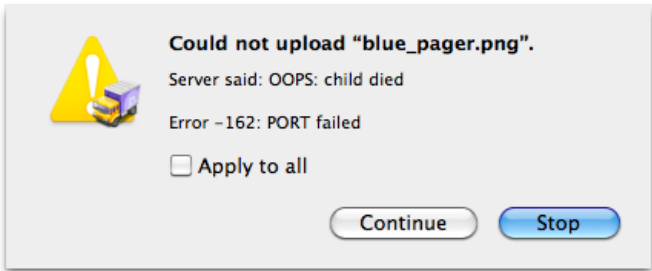 Could not upload “blue_pager.png”.
Server said: OOPS: child died
Error −162: PORT failed
Apply to all
Continue Stop